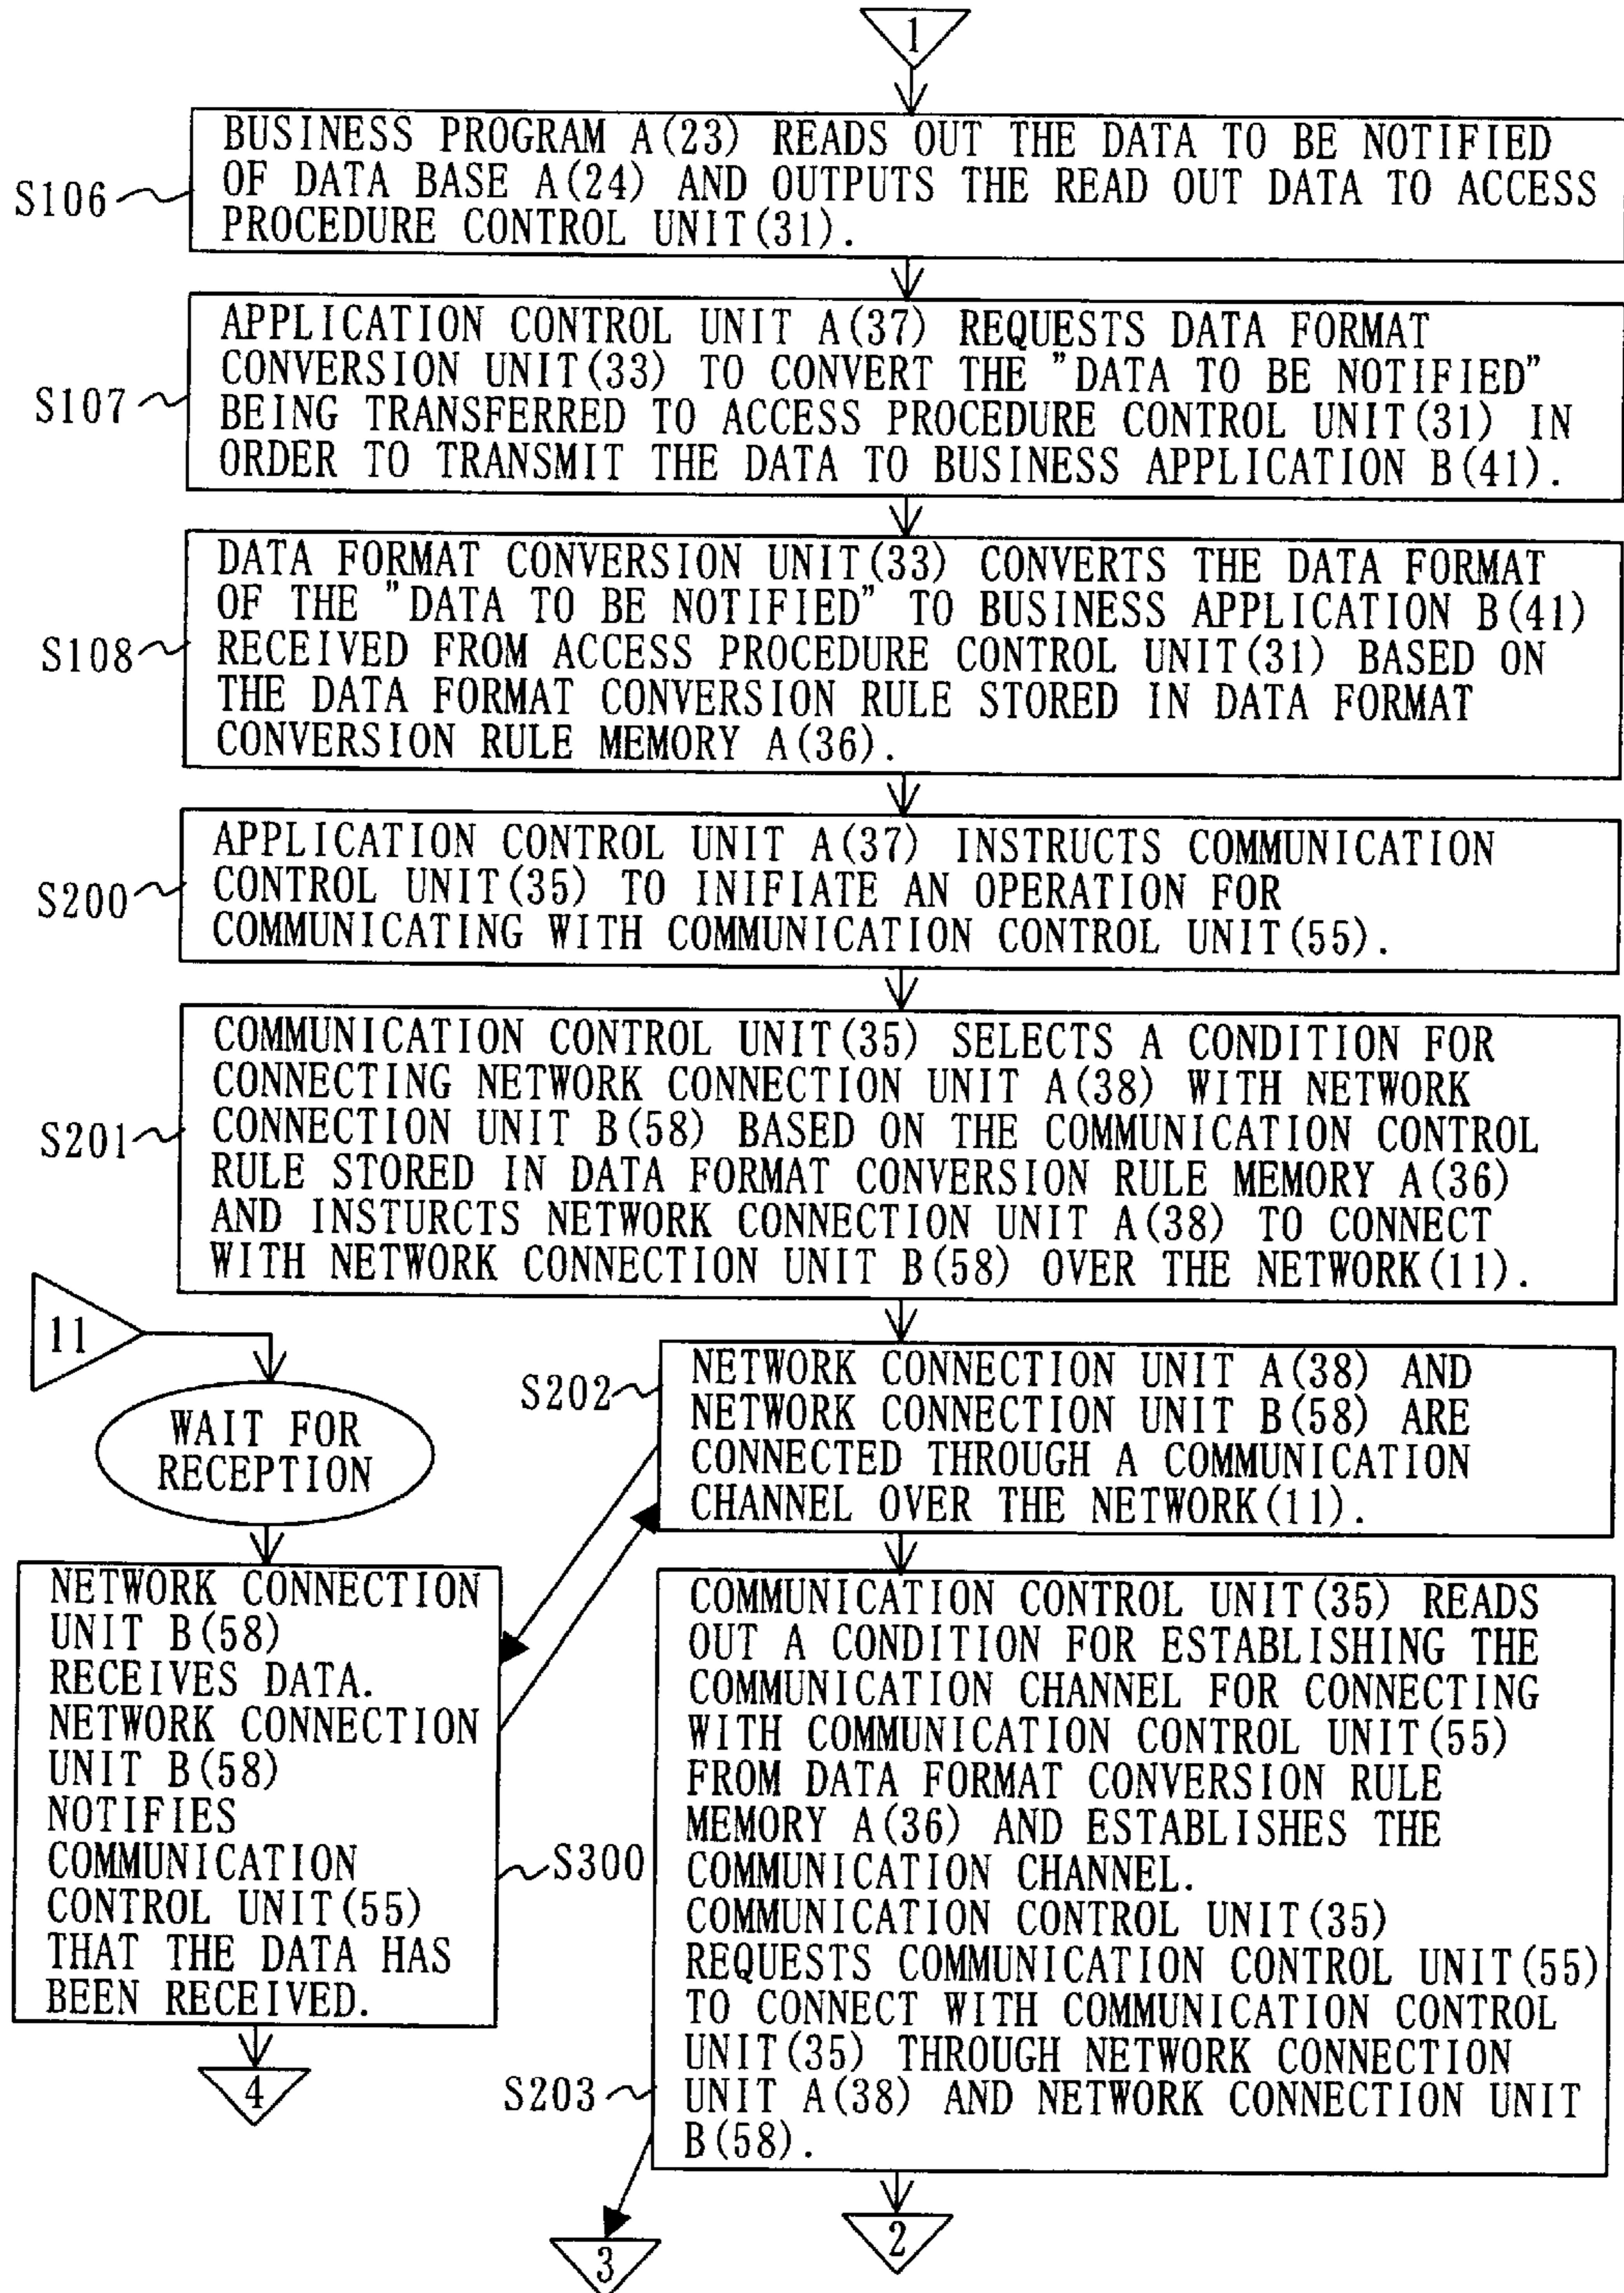 1
S106
BUSINESS PROGRAM A(23) READS OUT THE DATA TO BE NOTIFIED
OF DATA BASE A(24) AND OUTPUTS THE READ OUT DATA TO ACCESS
PROCEDURE CONTROL UNIT(31).
S107
APPLICATION CONTROL UNIT A(37) REQUESTS DATA FORMAT
CONVERSION UNIT(33) TO CONVERT THE "DATA TO BE NOTIFIED"
BEING TRANSFERRED TO ACCESS PROCEDURE CONTROL UNIT(31) IN
ORDER TO TRANSMIT THE DATA TO BUSINESS APPLICATION B(41).
S108
DATA FORMAT CONVERSION UNIT(33) CONVERTS THE DATA FORMAT
OF THE "DATA TO BE NOTIFIED" TO BUSINESS APPLICATION B(41)
RECEIVED FROM ACCESS PROCEDURE CONTROL UNIT(31) BASED ON
THE DATA FORMAT CONVERSION RULE STORED IN DATA FORMAT
CONVERSION RULE MEMORY A(36).
S200
APPLICATION CONTROL UNIT A(37) INSTRUCTS COMMUNICATION
CONTROL UNIT(35) TO INIFIATE AN OPERATION FOR
COMMUNICATING WITH COMMUNICATION CONTROL UNIT(55).
S201
COMMUNICATION CONTROL UNIT(35) SELECTS A CONDITION FOR
CONNECTING NETWORK CONNECTION UNIT A(38) WITH NETWORK
CONNECTION UNIT B(58) BASED ON THE COMMUNICATION CONTROL
RULE STORED IN DATA FORMAT CONVERSION RULE MEMORY A(36)
AND INSTURCTS NETWORK CONNECTION UNIT A(38) TO CONNECT
WITH NETWORK CONNECTION UNIT B(58) OVER THE NETWORK(11).
11
WAIT FOR
RECEPTION
S202
NETWORK CONNECTION UNIT A(38) AND
NETWORK CONNECTION UNIT B(58) ARE
CONNECTED THROUGH A COMMUNICATION
CHANNEL OVER THE NETWORK(11).
NETWORK CONNECTION
UNIT B(58)
RECEIVES DATA.
NETWORK CONNECTION
UNIT B(58)
NOTIFIES
COMMUNICATION
CONTROL UNIT(55)
THAT THE DATA HAS
BEEN RECEIVED.
S300
4
COMMUNICATION CONTROL UNIT(35) READS
OUT A CONDITION FOR ESTABLISHING THE
COMMUNICATION CHANNEL FOR CONNECTING
WITH COMMUNICATION CONTROL UNIT(55)
FROM DATA FORMAT CONVERSION RULE
MEMORY A(36) AND ESTABLISHES THE
COMMUNICATION CHANNEL.
COMMUNICATION CONTROL UNIT(35)
REQUESTS COMMUNICATION CONTROL UNIT(55)
TO CONNECT WITH COMMUNICATION CONTROL
UNIT(35) THROUGH NETWORK CONNECTION
UNIT A(38) AND NETWORK CONNECTION UNIT
B(58).
S203
3
2